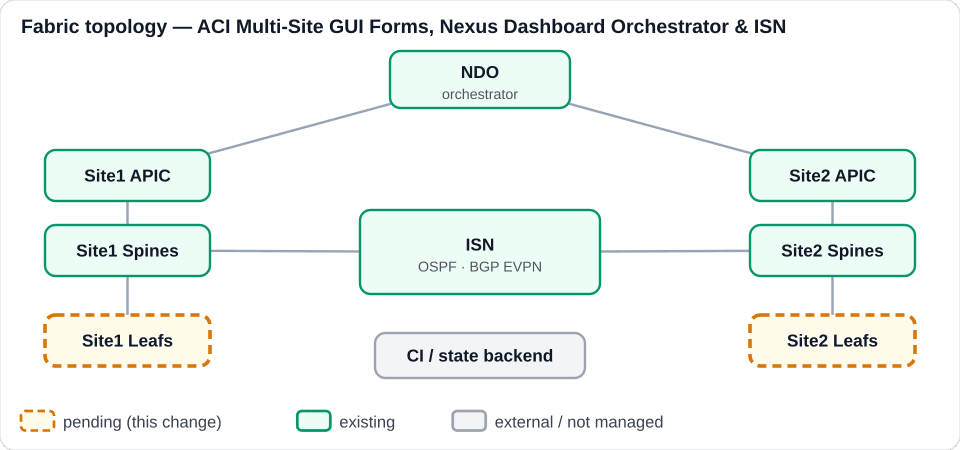 Fabric topology — ACI Multi-Site GUI Forms, Nexus Dashboard Orchestrator & ISN
NDO
orchestrator
Site1 APIC
Site2 APIC
Site1 Spines
ISN
OSPF · BGP EVPN
Site2 Spines
Site1 Leafs
Site2 Leafs
CI / state backend
pending (this change)
existing
external / not managed